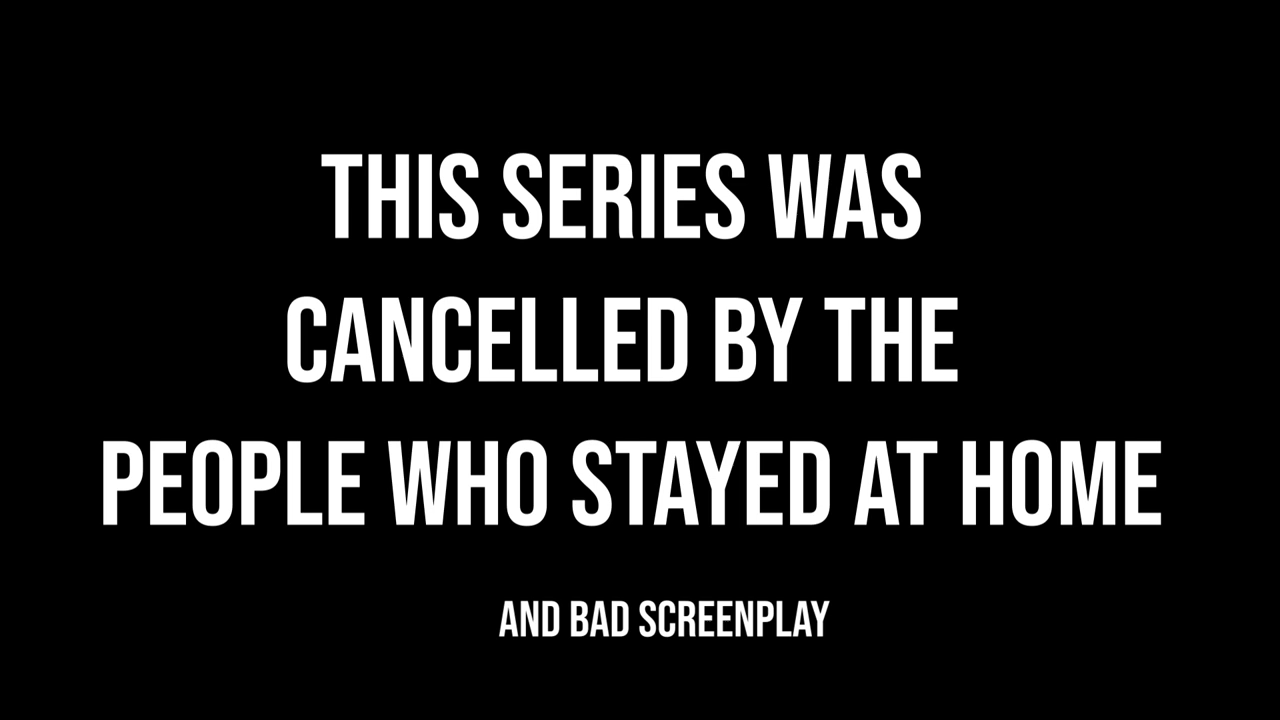 THIS SERIES WAS
CANCELLED BY THE
PEOPLE WHO STAYED AT HOME
AND BAD SCREENPLAY